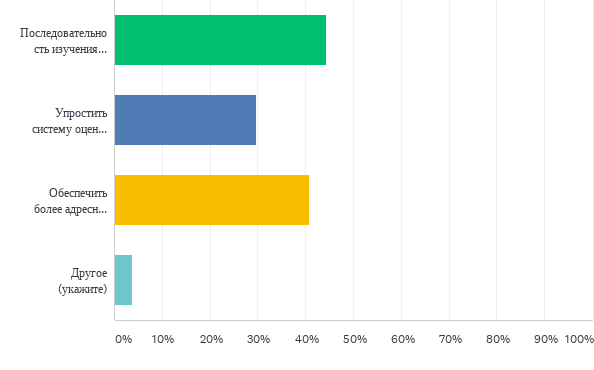 Последовательно
сть изучения...
Упростить
систему оцен...
Обеспечить
более адресн...
Другое
(укажите)
0% 10% 20% 30% 40% 50% 60% 70% 80% 90% 100%